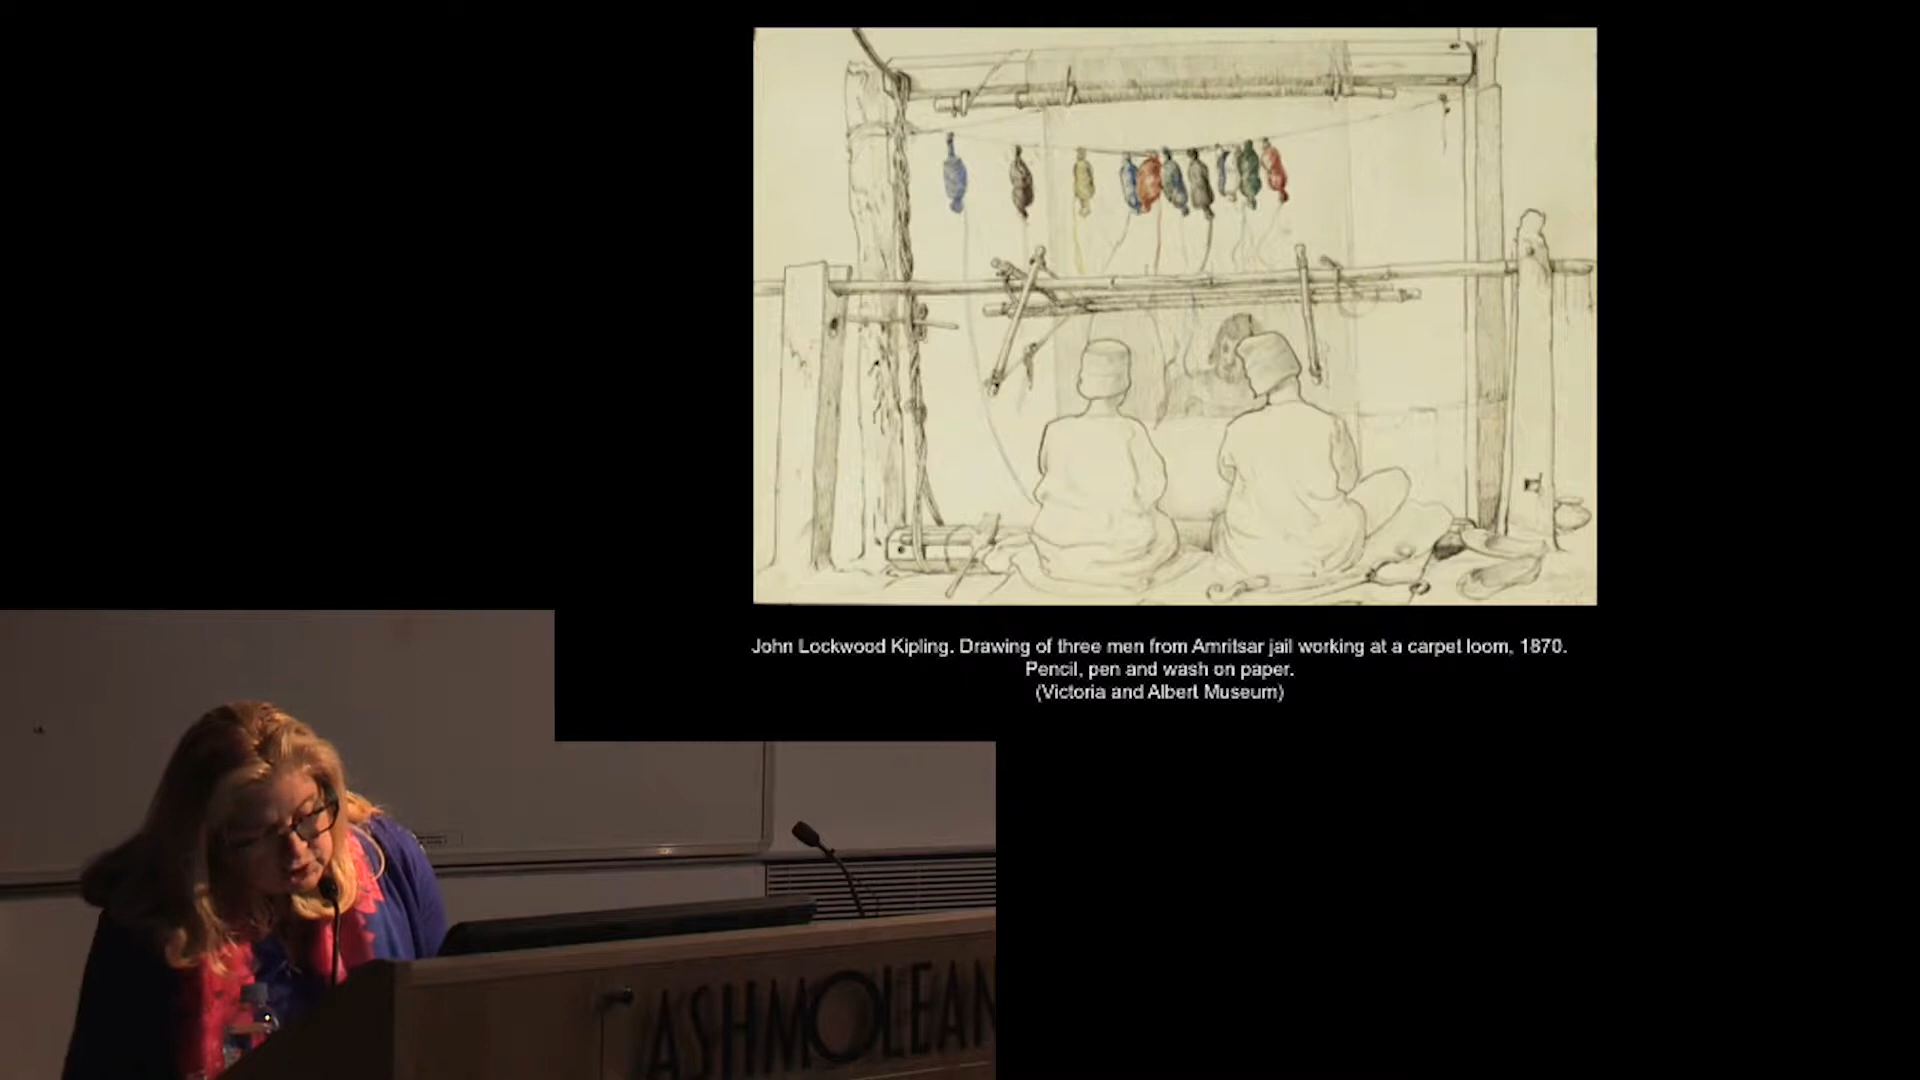 John Lockwood Kipling. Drawing of three men from Amritsar jail working at a carpet loom, 1870.
Pencil, pen and wash on paper.
(Victoria and Albert Museum)
ASHMOLEAN